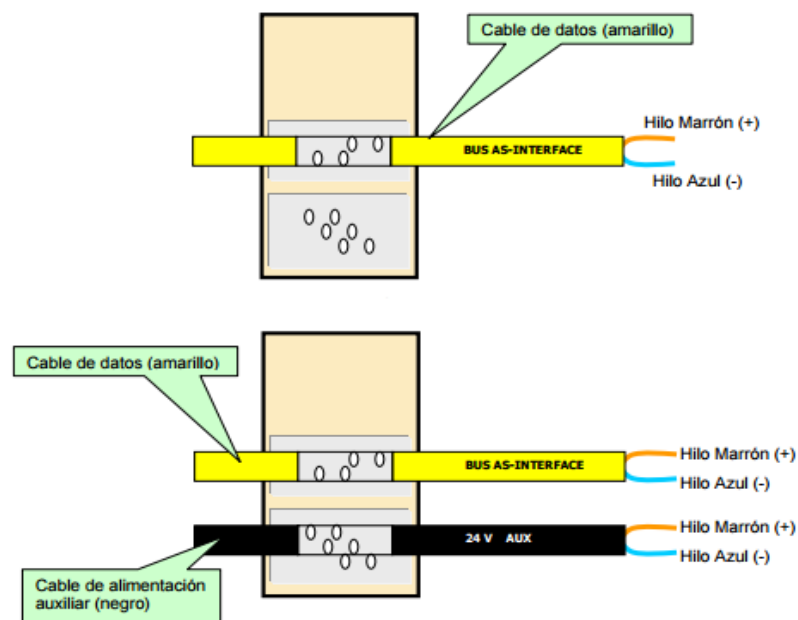 Cable de datos (amarillo)
Hilo Marrón (+)
BUS AS-INTERFACE
Hilo Azul (-)
Cable de datos (amarillo)
Hilo Marrón (+)
BUS AS-INTERFACE
Hilo Azul (-)
Hilo Marrón (+)
24 V AUX
Hilo Azul (-)
Cable de alimentación
auxiliar (negro)